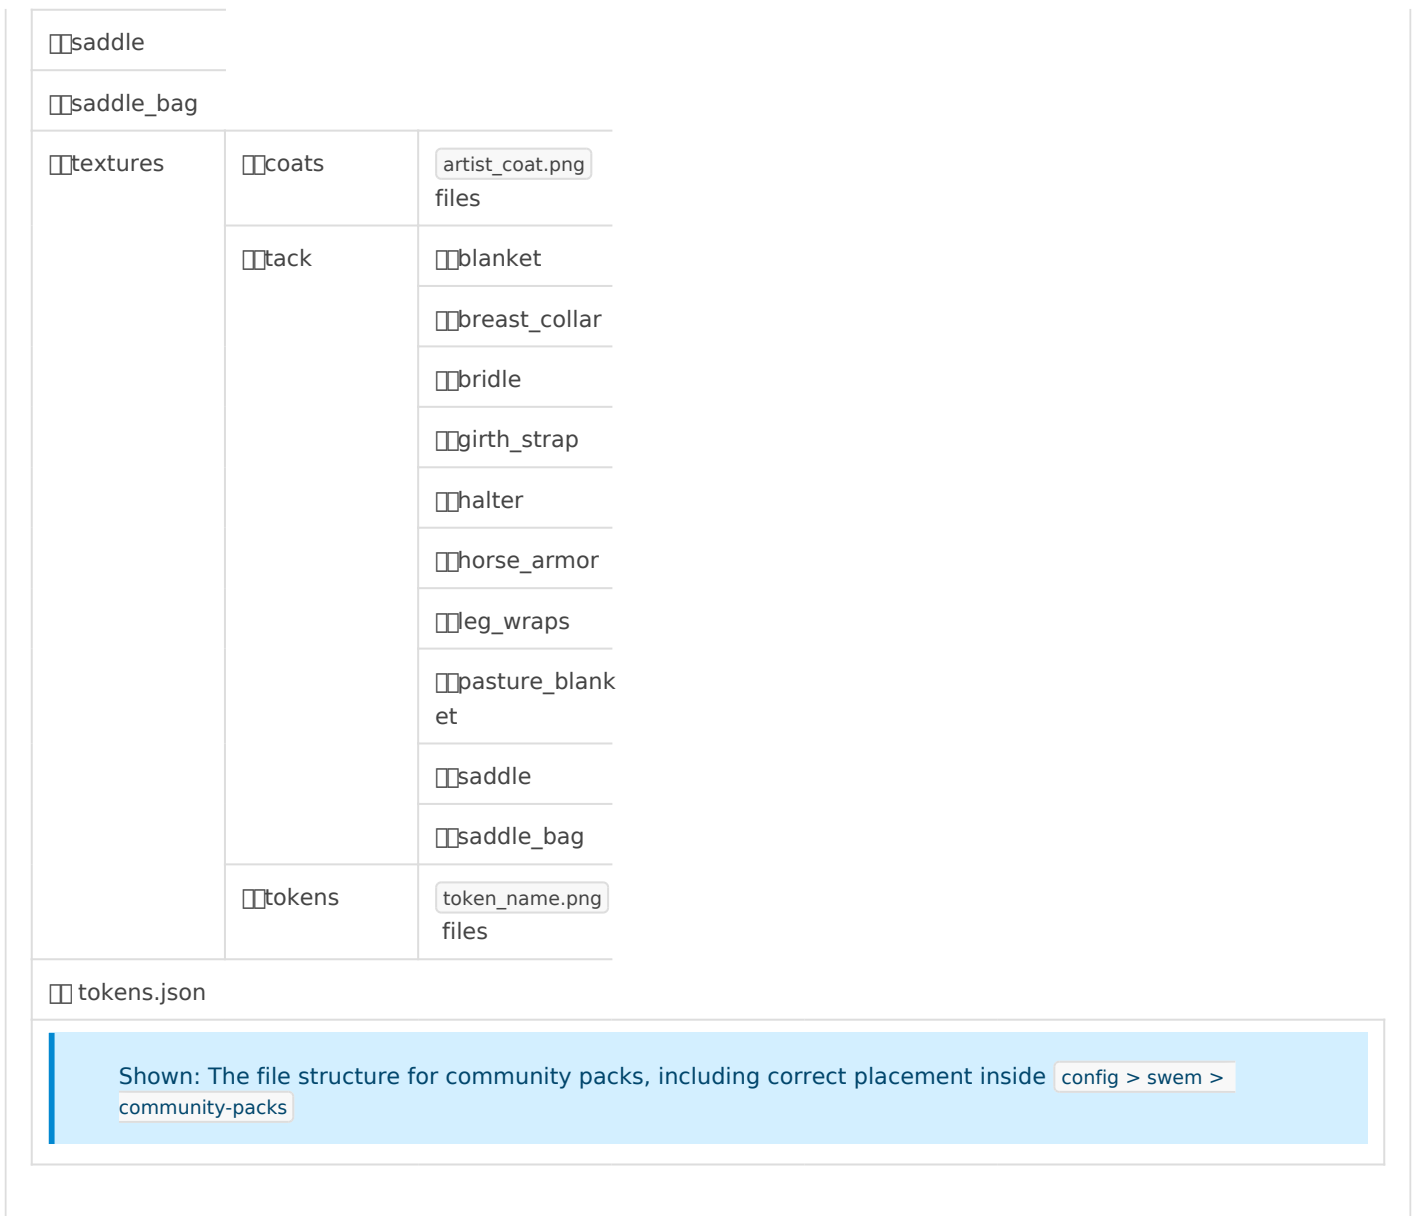 saddle
saddle_bag
textures
coats
artist_coat.png
files
tack
blanket
breast_collar
bridle
girth_strap
halter
horse_armor
leg_wraps
pasture_blank
et
saddle
saddle_bag
tokens
token_name.png
files
tokens.json
Shown: The file structure for community packs, including correct placement inside config > swem >
community-packs